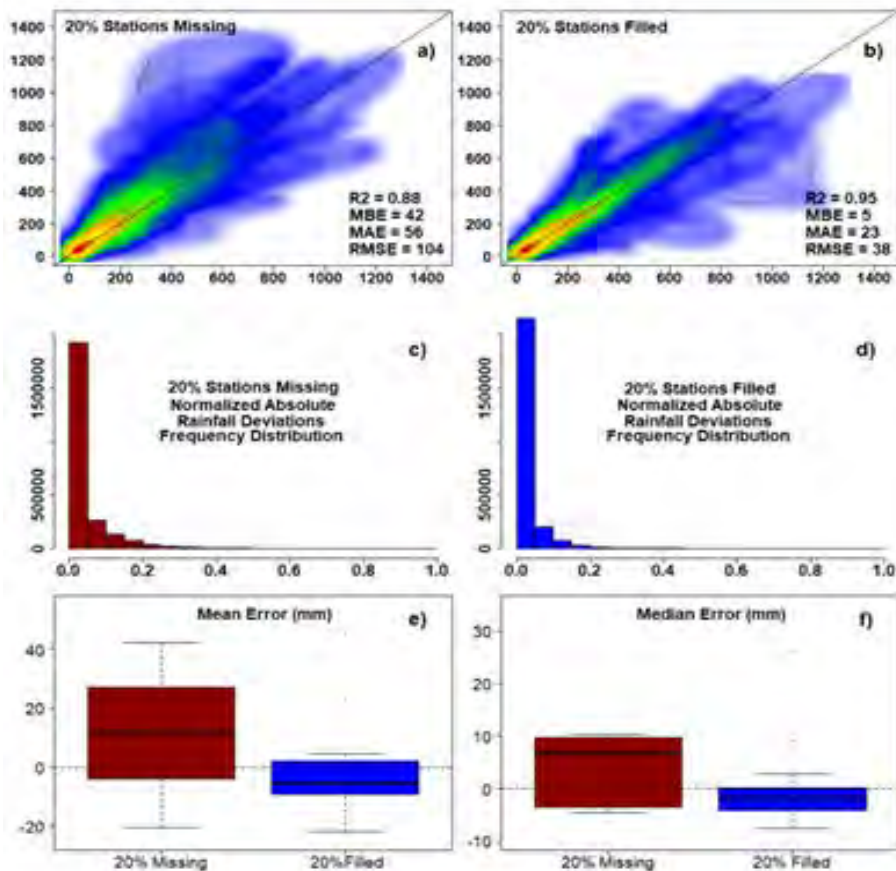 20% Stations Missing
a)
1400
1200
1000
800
600
400
200
0
R2 = 0.88
MBE = 42
MAE = 56
RMSE = 104
0 200 400 600 800 1000 1200 1400
20% Stations Filled
b)
1400
1200
1000
800
600
400
200
0
R2 = 0.95
MBE = 5
MAE = 23
RMSE = 38
0 200 400 600 800 1000 1200 1400
c)
20% Stations Missing
Normalized Absolute
Rainfall Deviations
Frequency Distribution
1500000
500000
0
0.0 0.2 0.4 0.6 0.8 1.0
d)
20% Stations Filled
Normalized Absolute
Rainfall Deviations
Frequency Distribution
1500000
500000
0
0.0 0.2 0.4 0.6 0.8 1.0
Mean Error (mm)
e)
40
20
0
-20
20% Missing 20%Filled
Median Error (mm)
f)
30
20
10
0
-10
20% Missing 20%Filled